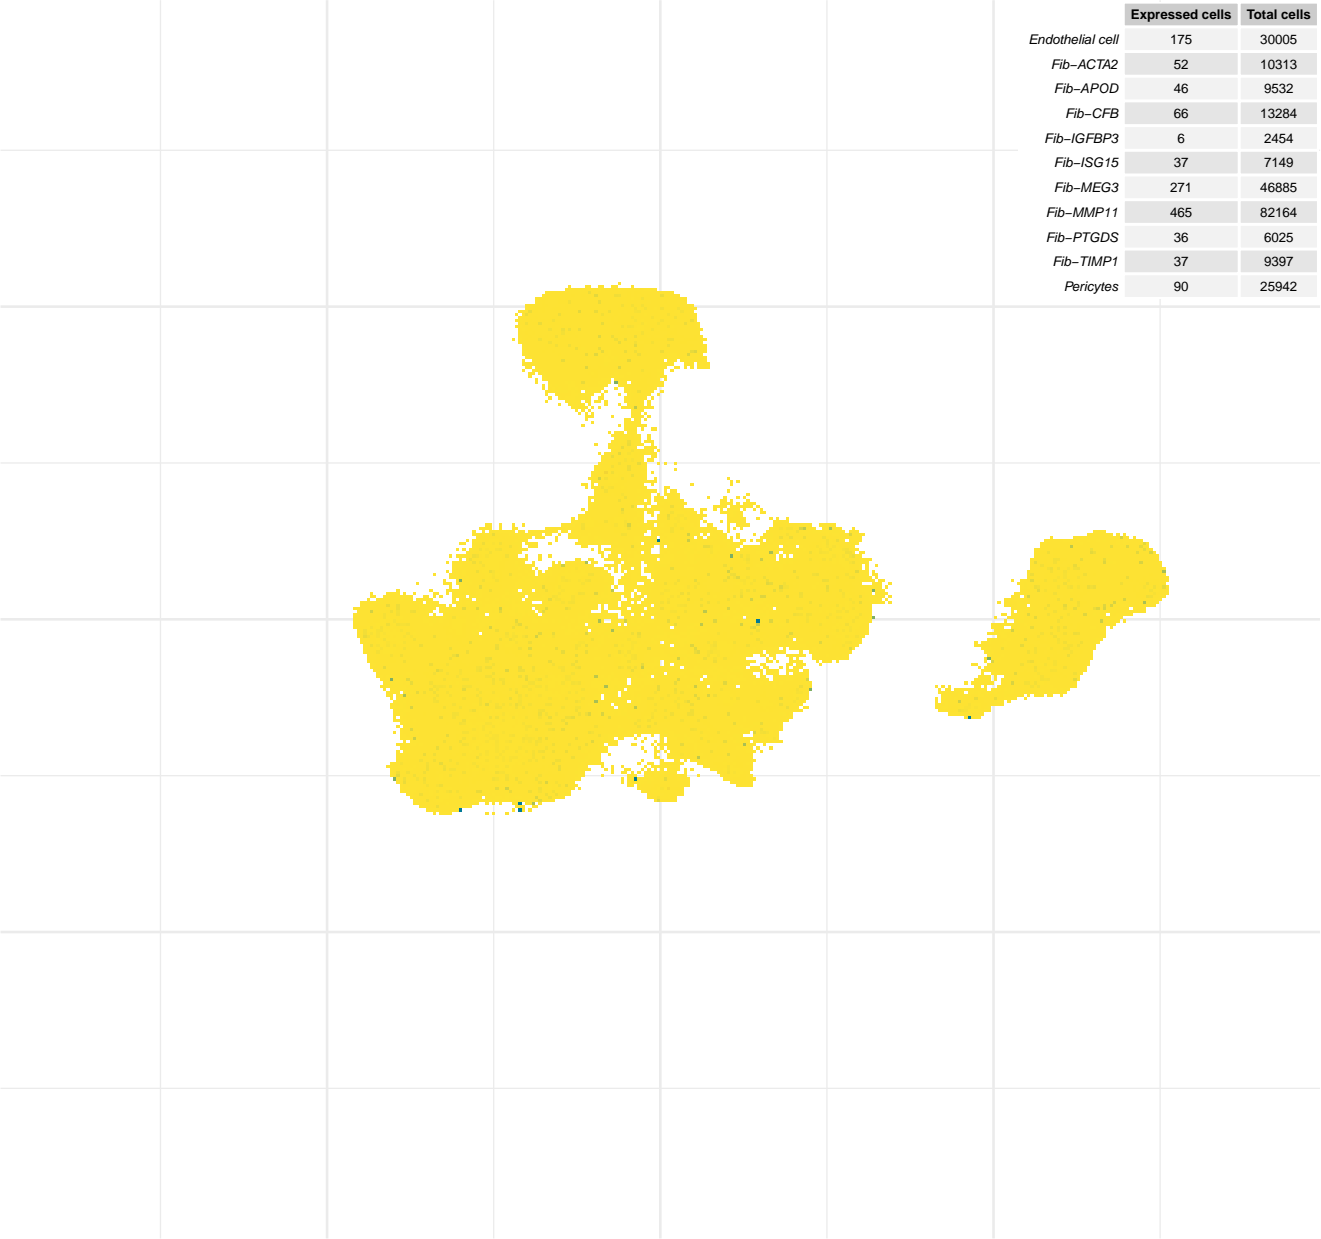 Expressed cells Total cells
Endothelial cell 175 30005
Fib−ACTA2 52 10313
Fib−APOD 46 9532
Fib−CFB 66 13284
Fib−IGFBP3 6 2454
Fib−ISG15 37 7149
Fib−MEG3 271 46885
Fib−MMP11 465 82164
Fib−PTGDS 36 6025
Fib−TIMP1 37 9397
Pericytes 90 25942